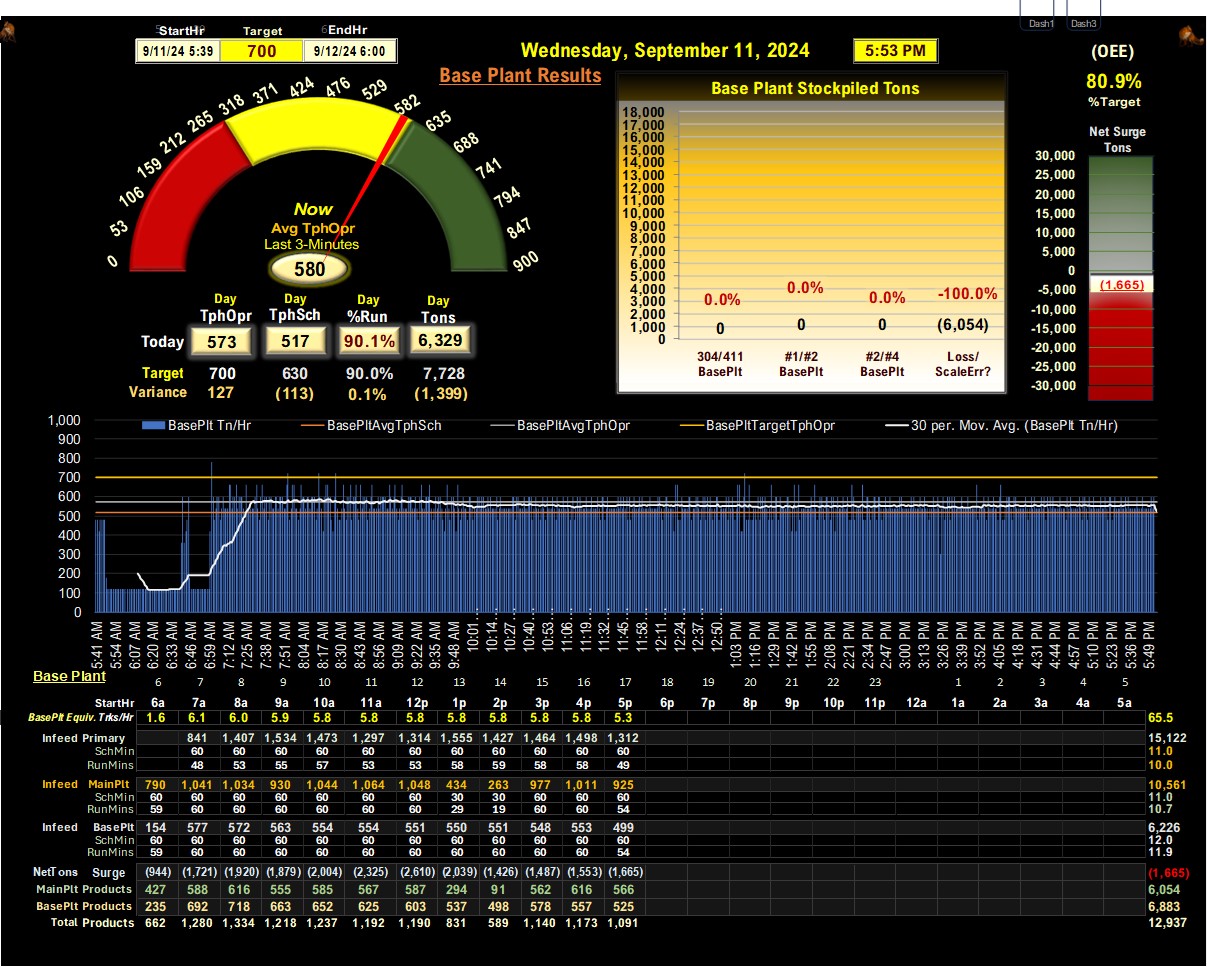 Dash1 Dash3
StartHr Target EndHr
9/11/24 5:39 700 9/12/24 6:00
Wednesday, September 11, 2024 5:53 PM
(OEE)
80.9%
%Target
Base Plant Results
Base Plant Stockpiled Tons
Net Surge
Tons
0 53 106 159 212 265 318 371 424 476 529 582 635 688 741 794 847 900
Now
Avg TphOpr
Last 3-Minutes
580
Day Day Day Day
TphOpr TphSch %Run Tons
Today 573 517 90.1% 6,329
Target 700 630 90.0% 7,728
Variance 127 (113) 0.1% (1,399)
18,000
17,000
16,000
15,000
14,000
13,000
12,000
11,000
10,000
9,000
8,000
7,000
6,000
5,000
4,000
3,000
2,000
1,000
0
0.0% 0.0% 0.0% -100.0%
0 0 0 (6,054)
304/411 #1/#2 #2/#4 Loss/
BasePlt BasePlt BasePlt ScaleErr?
30,000
25,000
20,000
15,000
10,000
5,000
0
(1,665)
-5,000
-10,000
-15,000
-20,000
-25,000
-30,000
BasePlt Tn/Hr BasePltAvgTphSch BasePltAvgTphOpr BasePltTargetTphOpr 30 per. Mov. Avg. (BasePlt Tn/Hr)
1,000
900
800
700
600
500
400
300
200
100
0
5:41 AM 5:54 AM 6:07 AM 6:20 AM 6:33 AM 6:46 AM 6:59 AM 7:12 AM 7:25 AM 7:38 AM 7:51 AM 8:04 AM 8:17 AM 8:30 AM 8:43 AM 8:56 AM 9:09 AM 9:22 AM 9:35 AM 9:48 AM 10:01... 10:14... 10:27... 10:40... 10:53... 11:06... 11:19... 11:32... 11:45... 11:58... 12:11... 12:24... 12:37... 12:50... 1:03 PM 1:16 PM 1:29 PM 1:42 PM 1:55 PM 2:08 PM 2:21 PM 2:34 PM 2:47 PM 3:00 PM 3:13 PM 3:26 PM 3:39 PM 3:52 PM 4:05 PM 4:18 PM 4:31 PM 4:44 PM 4:57 PM 5:10 PM 5:23 PM 5:36 PM 5:49 PM
Base Plant
6 7 8 9 10 11 12 13 14 15 16 17 18 19 20 21 22 23 1 2 3 4 5
StartHr 6a 7a 8a 9a 10a 11a 12p 1p 2p 3p 4p 5p 6p 7p 8p 9p 10p 11p 12a 1a 2a 3a 4a 5a
BasePlt Equiv. Trks/Hr 1.6 6.1 6.0 5.9 5.8 5.8 5.8 5.8 5.8 5.8 5.8 5.3 65.5
Infeed Primary 841 1,407 1,534 1,473 1,297 1,314 1,555 1,427 1,464 1,498 1,312 15,122
SchMin 60 60 60 60 60 60 60 60 60 60 60 11.0
RunMins 48 53 55 57 53 53 58 59 58 58 49 10.0
Infeed MainPlt 790 1,041 1,034 930 1,044 1,064 1,048 434 263 977 1,011 925 10,561
SchMin 60 60 60 60 60 60 60 30 30 60 60 60 11.0
RunMins 59 60 60 60 60 60 60 29 19 60 60 54 10.7
Infeed BasePlt 154 577 572 563 554 554 551 550 551 548 553 499 6,226
SchMin 60 60 60 60 60 60 60 60 60 60 60 60 12.0
RunMins 59 60 60 60 60 60 60 60 60 60 60 54 11.9
NetTons Surge (944) (1,721) (1,920) (1,879) (2,004) (2,325) (2,610) (2,039) (1,426) (1,487) (1,553) (1,665) (1,665)
MainPlt Products 427 588 616 555 585 567 587 294 91 562 616 566 6,054
BasePlt Products 235 692 718 663 652 625 603 537 498 578 557 525 6,883
Total Products 662 1,280 1,334 1,218 1,237 1,192 1,190 831 589 1,140 1,173 1,091 12,937